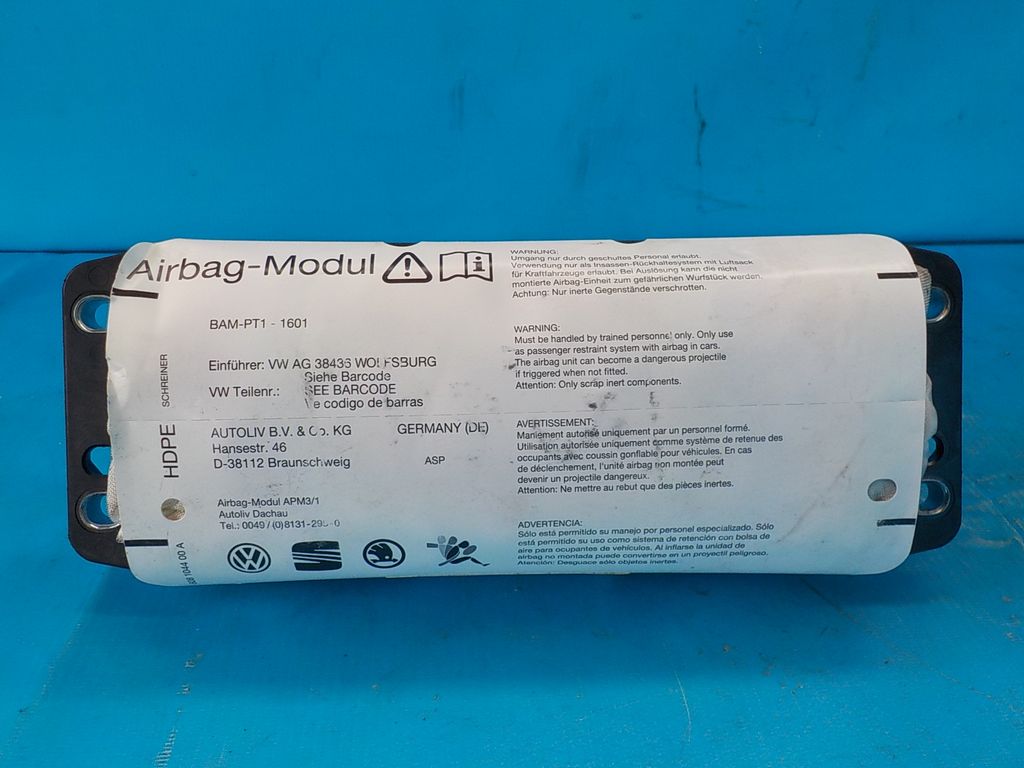 Airbag-Modul
BAM-PT1 - 1601
Einführer: VW AG 38436 WOLFSBURG
Siehe Barcode
VW Teilenr.: SEE BARCODE
Ve codigo de barras
AUTOLIV B.V. & Co. KG GERMANY (DE)
Hansestr. 46
D-38112 Braunschweig ASP
Airbag-Modul APM3/1
Autoliv Dachau
Tel.: 0049 / (0)8131-295-0
HDPE SCHREINER
1044 00 A
WARNUNG:
Umgang nur durch geschultes Personal erlaubt.
Verwendung nur als Insassen-Rückhaltesystem mit Luftsack
für Kraftfahrzeuge erlaubt. Bei Auslösung kann die nicht
montierte Airbag-Einheit zum gefährlichen Wurfstück werden.
Achtung: Nur inerte Gegenstände verschrotten.
WARNING:
Must be handled by trained personnel only. Only use
as passenger restraint system with airbag in cars.
The airbag unit can become a dangerous projectile
if triggered when not fitted.
Attention: Only scrap inert components.
AVERTISSEMENT:
Maniement autorisé uniquement par un personnel formé.
Utilisation autorisée uniquement comme système de retenue des
occupants avec coussin gonflable pour véhicules. En cas
de déclenchement, l'unité airbag non montée peut
devenir un projectile dangereux.
Attention: Ne mettre au rebut que des pièces inertes.
ADVERTENCIA:
Sólo está permitido su manejo por personel especializado. Sólo
está permitido su uso como sistema de retención con bolsa de
aire para ocupantes de vehículos. Al inflarse la unidad de
airbag no montada puede convertirse en un proyectil peligroso.
Atención: Desguace sólo objetos inertes.